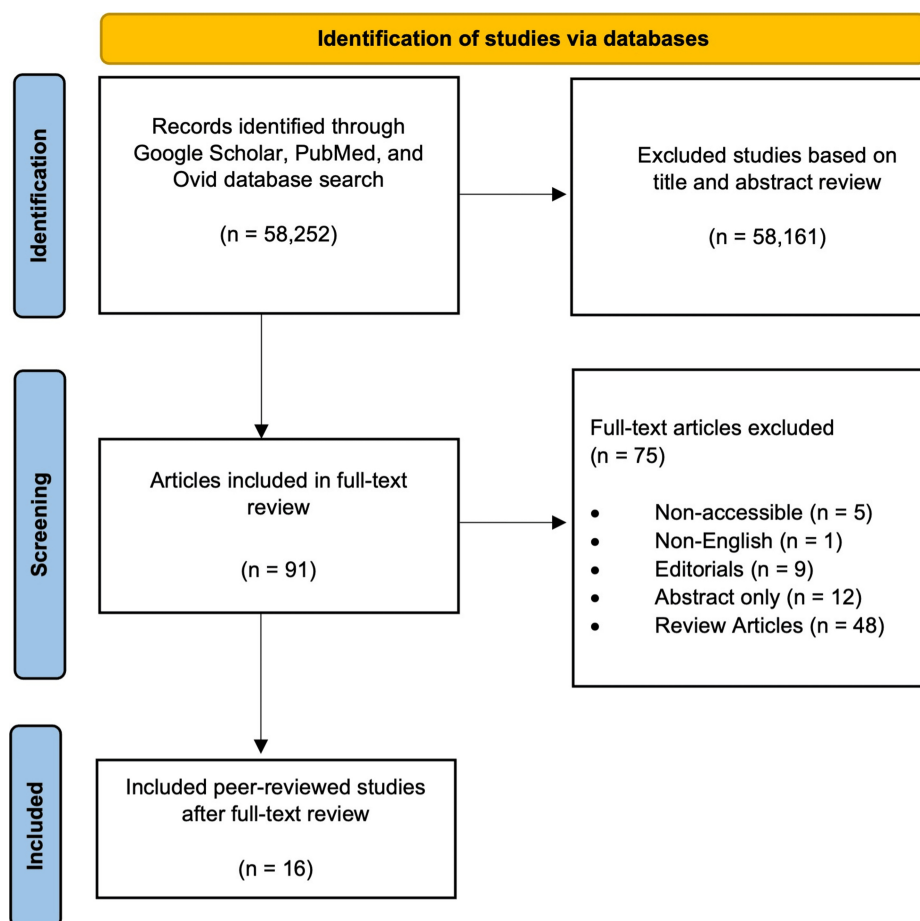 Identification of studies via databases
Identification
Records identified through
Google Scholar, PubMed, and
Ovid database search
(n = 58,252)
Excluded studies based on
title and abstract review
(n = 58,161)
Screening
Articles included in full-text
review
(n = 91)
Full-text articles excluded
(n = 75)
• Non-accessible (n = 5)
• Non-English (n = 1)
• Editorials (n = 9)
• Abstract only (n = 12)
• Review Articles (n = 48)
Included
Included peer-reviewed studies
after full-text review
(n = 16)